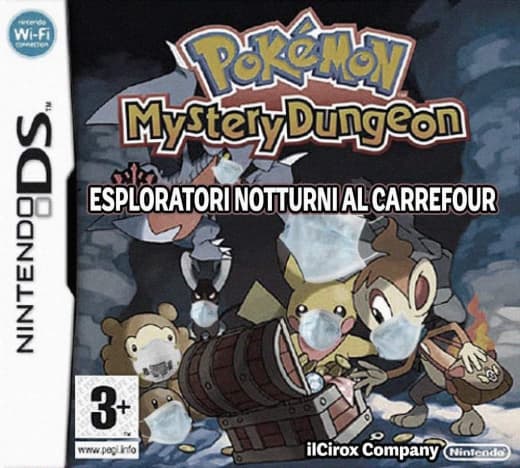 Nintendo
Wi-Fi
CONNECTION
NINTENDO DS™
POKéMON
Mystery Dungeon
ESPLORATORI NOTTURNI AL CARREFOUR
3+
www.pegi.info
ilCirox Company
Nintendo